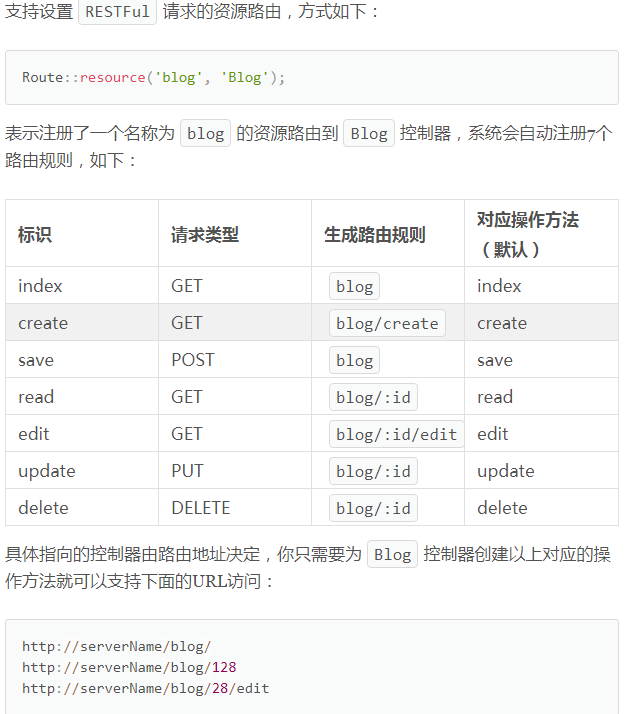 支持设置 RESTFul 请求的资源路由，方式如下：
Route::resource('blog', 'Blog');
表示注册了一个名称为 blog 的资源路由到 Blog 控制器，系统会自动注册7个
路由规则，如下：
标识 请求类型 生成路由规则 对应操作方法
（默认）
index GET blog index
create GET blog/create create
save POST blog save
read GET blog/:id read
edit GET blog/:id/edit edit
update PUT blog/:id update
delete DELETE blog/:id delete
具体指向的控制器由路由地址决定，你只需要为 Blog 控制器创建以上对应的操
作方法就可以支持下面的URL访问：
http://serverName/blog/
http://serverName/blog/128
http://serverName/blog/28/edit